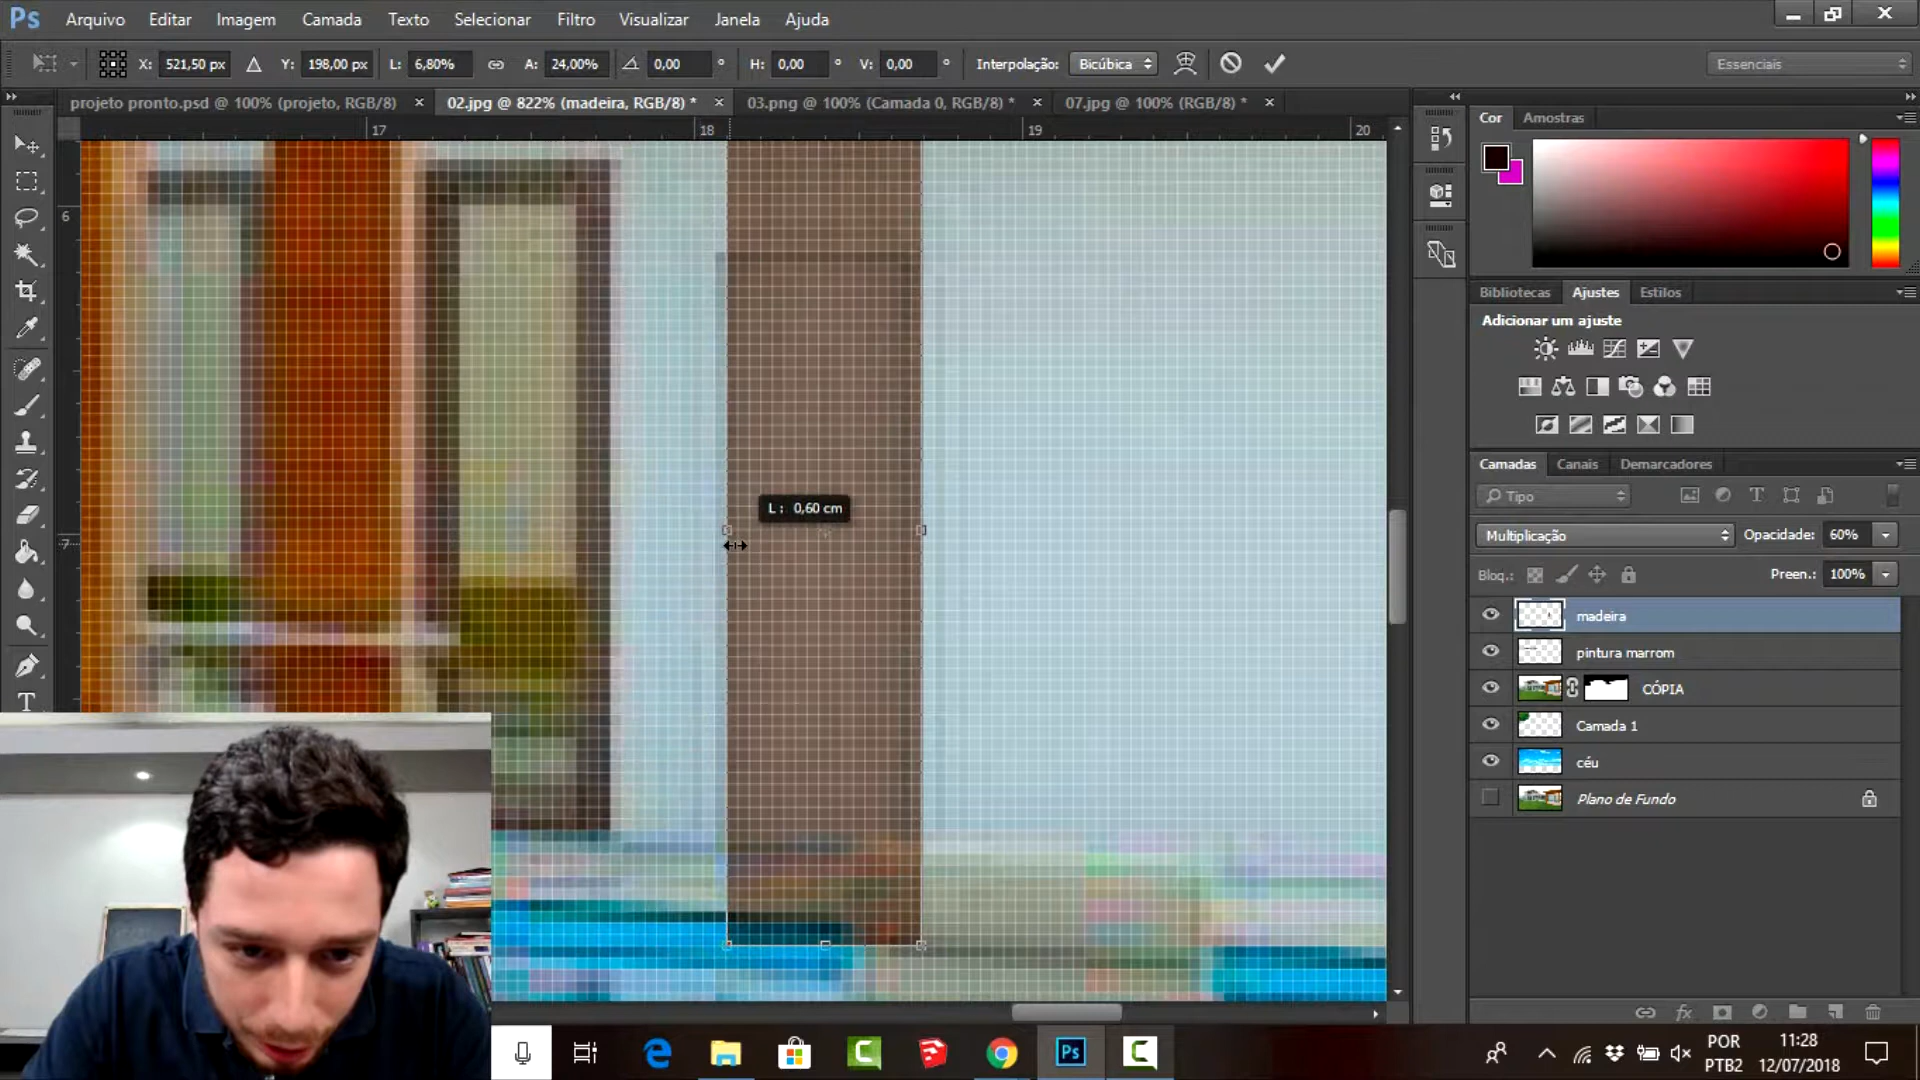 Ps Arquivo Editar Imagem Camada Texto Selecionar Filtro Visualizar Janela Ajuda
X: 521,50 px Y: 198,00 px L: 6,80% A: 24,00% 0,00 ° H: 0,00 ° V: 0,00 ° Interpolação: Bicúbica Essenciais
projeto pronto.psd @ 100% (projeto, RGB/8) × 02.jpg @ 822% (madeira, RGB/8) * × 03.png @ 100% (Camada 0, RGB/8) * × 07.jpg @ 100% (RGB/8) * ×
17 18 19 20
6
7
L: 0,60 cm
Cor Amostras
Bibliotecas Ajustes Estilos
Adicionar um ajuste
Camadas Canais Demarcadores
Tipo
Multiplicação Opacidade: 60%
Bloq.: Preen.: 100%
madeira
pintura marrom
CÓPIA
Camada 1
céu
Plano de Fundo
fx
T
Ps
POR
PTB2
11:28
12/07/2018